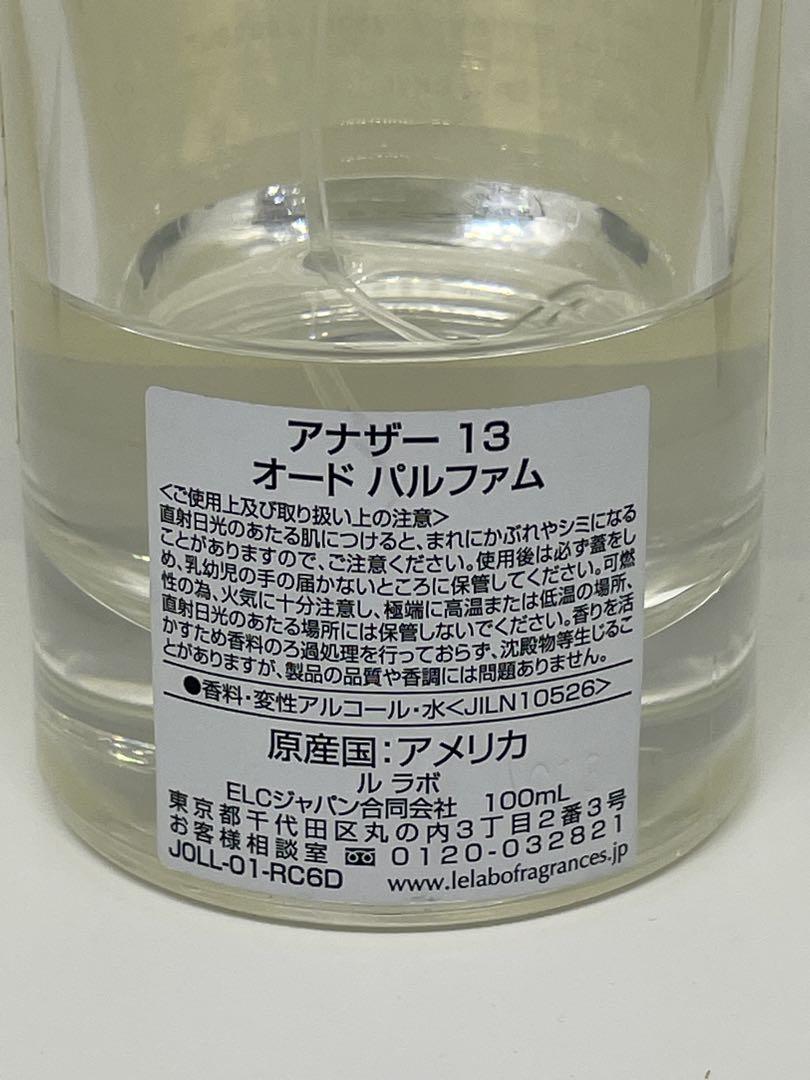 アナザー 13
オード パルファム
<ご使用上及び取り扱い上の注意>
直射日光のあたる肌につけると、まれにかぶれやシミになる
ことがありますので、ご注意ください。使用後は必ず蓋をし
め、乳幼児の手の届かないところに保管してください。可燃
性の為、火気に十分注意し、極端に高温または低温の場所、
直射日光のあたる場所には保管しないでください。香りを活
かすため香料のろ過処理を行っておらず、沈殿物等生じるこ
とがありますが、製品の品質や香調には問題ありません。
●香料・変性アルコール・水<JILN10526>
原産国：アメリカ
ル ラボ
ELCジャパン合同会社 100mL
東京都千代田区丸の内3丁目2番3号
お客様相談室 0120-032821
J0LL-01-RC6D www.lelabofragrances.jp